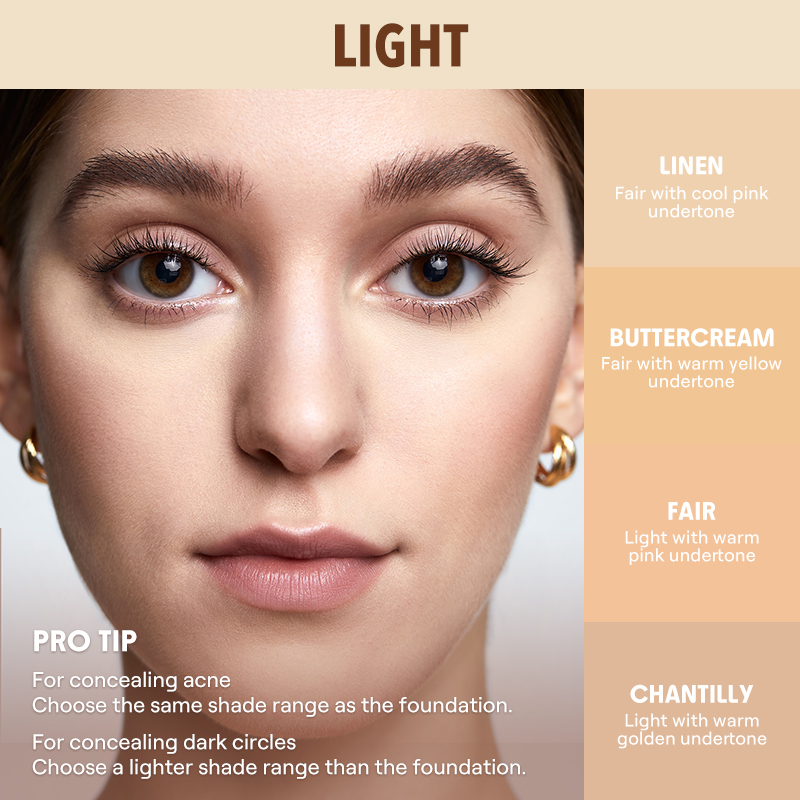 LIGHT
LINEN
Fair with cool pink
undertone
BUTTERCREAM
Fair with warm yellow
undertone
FAIR
Light with warm
pink undertone
CHANTILLY
Light with warm
golden undertone
PRO TIP
For concealing acne
Choose the same shade range as the foundation.
For concealing dark circles
Choose a lighter shade range than the foundation.